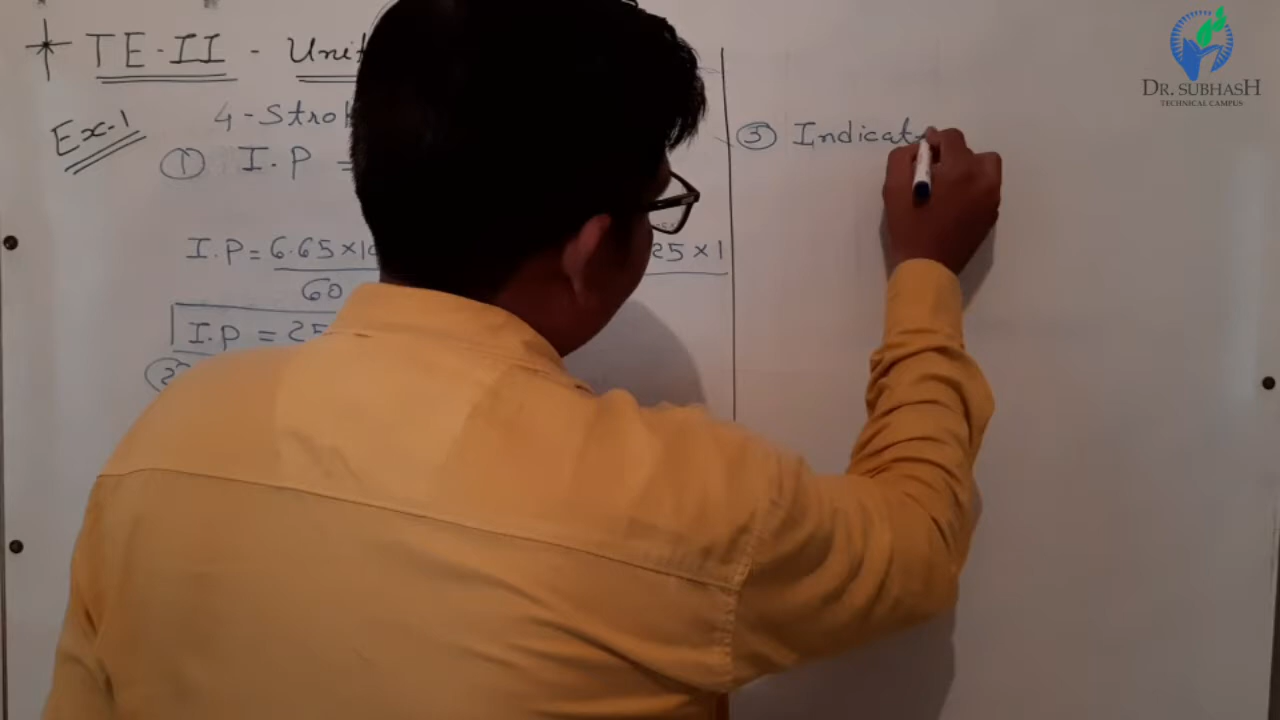 TE-II - Unit
Ex-1
4-Strok
① I.P =
I.P = 6.65×10
25 × 1
60
I.P = 25
②
③ Indicat
DR. SUBHASH
TECHNICAL CAMPUS